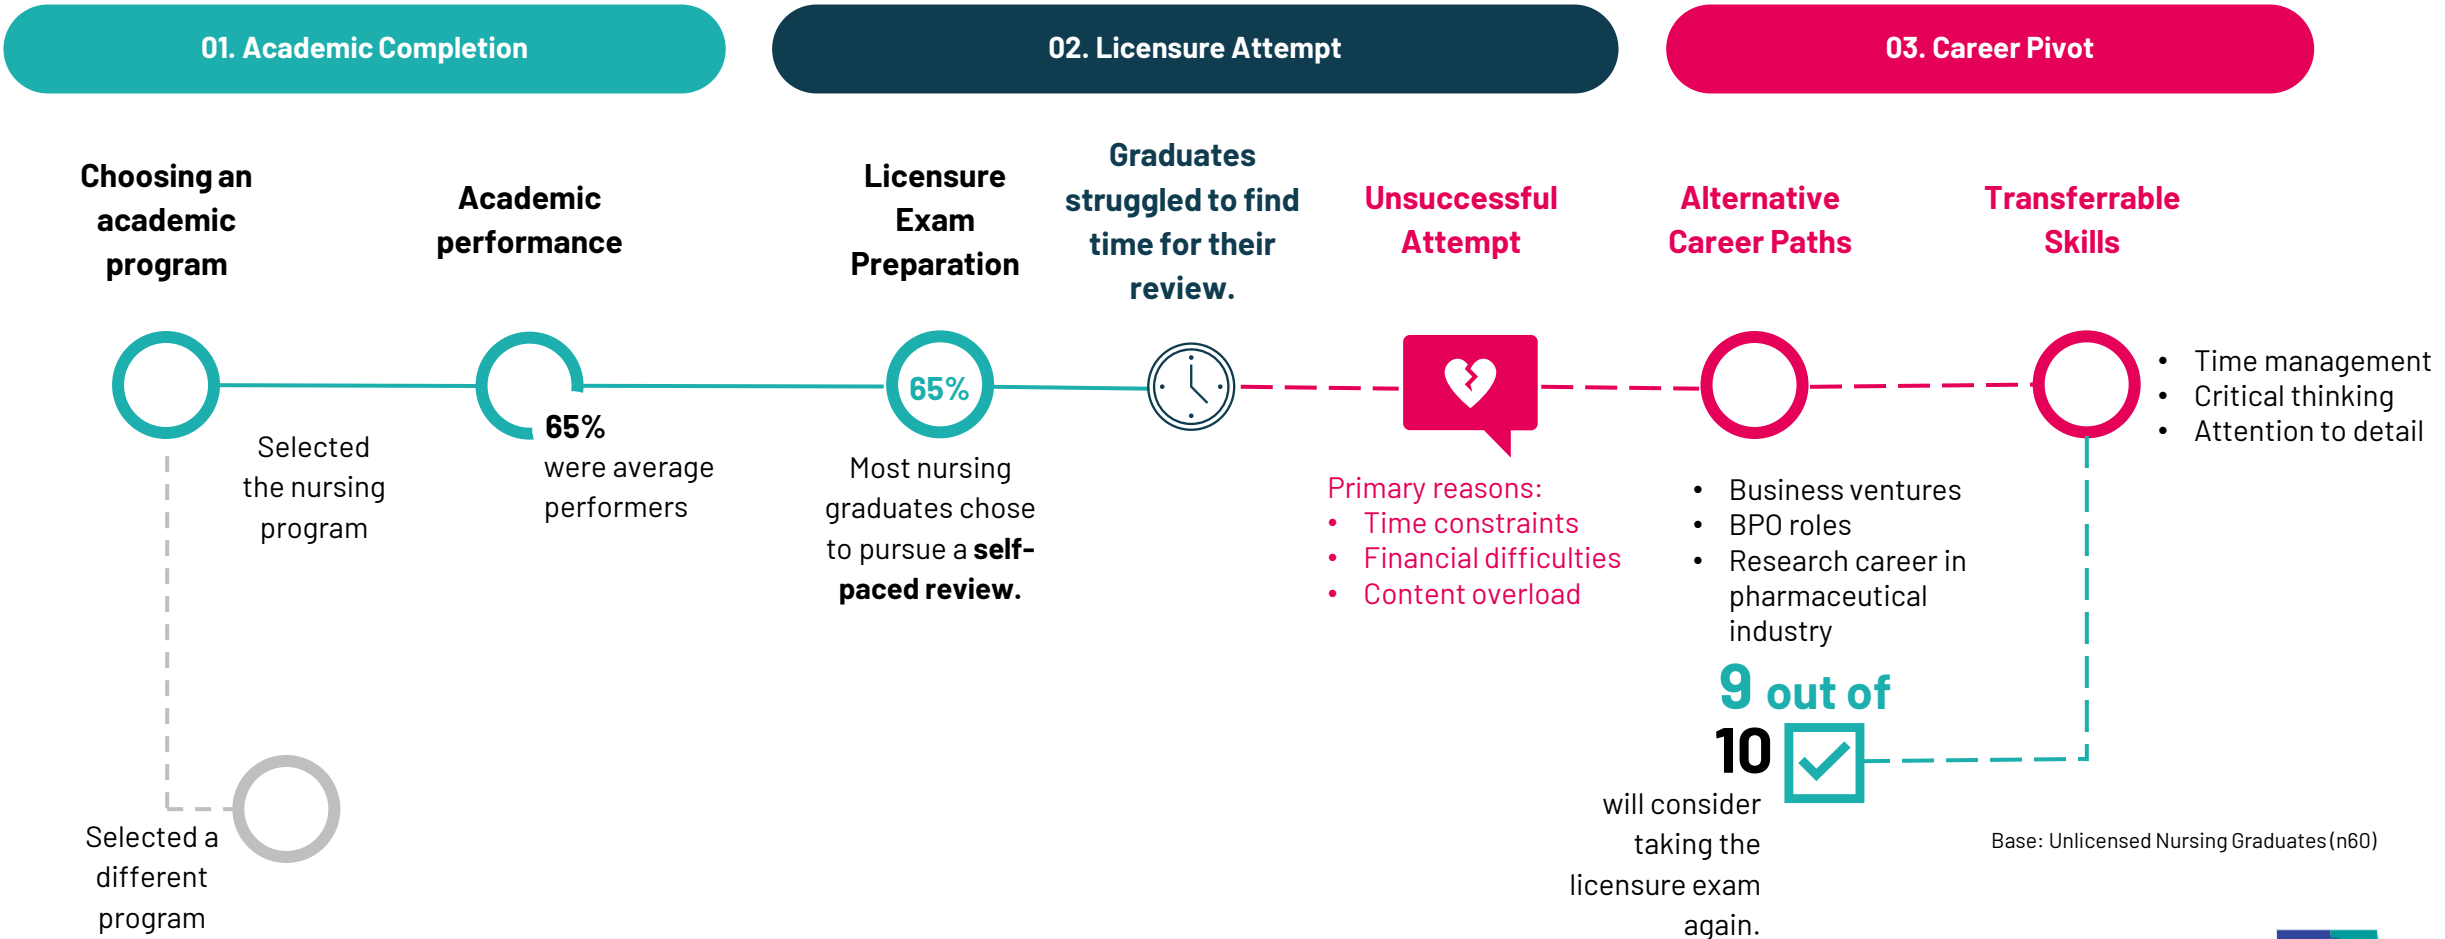 01. Academic Completion
02. Licensure Attempt
03. Career Pivot
Choosing an
academic
program
Selected
the nursing
program
Selected a
different
program
Academic
performance
65%
were average
performers
Licensure
Exam
Preparation
65%
Most nursing
graduates chose
to pursue a self-
paced review.
Graduates
struggled to find
time for their
review.
Unsuccessful
Attempt
Primary reasons:
• Time constraints
• Financial difficulties
• Content overload
Alternative
Career Paths
• Business ventures
• BPO roles
• Research career in
pharmaceutical
industry
Transferrable
Skills
• Time management
• Critical thinking
• Attention to detail
9 out of
10
will consider
taking the
licensure exam
again.
Base: Unlicensed Nursing Graduates (n60)